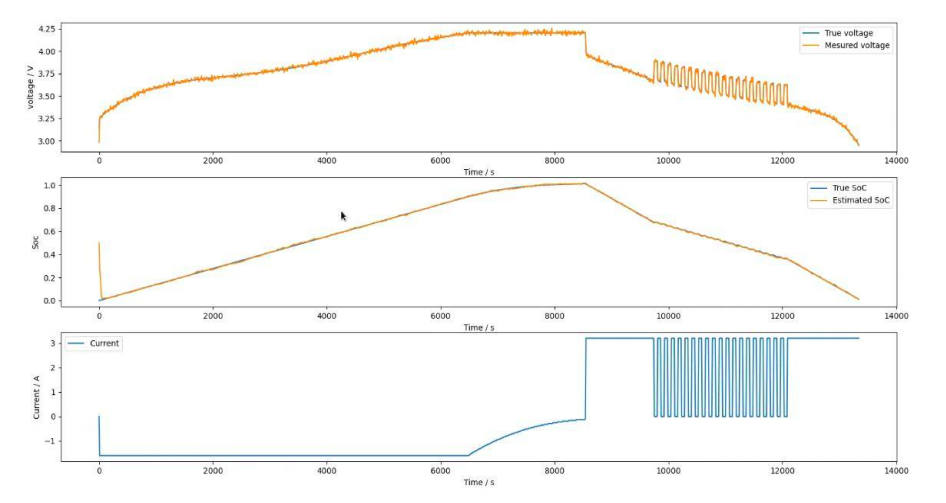 4.25
4.00
3.75
3.50
3.25
3.00
voltage / V
True voltage
Mesured voltage
0 2000 4000 6000 8000 10000 12000 14000
Time / s
1.0
0.8
0.6
0.4
0.2
0.0
Soc
True SoC
Estimated SoC
0 2000 4000 6000 8000 10000 12000 14000
Time / s
3
2
1
0
−1
Current / A
Current
0 2000 4000 6000 8000 10000 12000 14000
Time / s